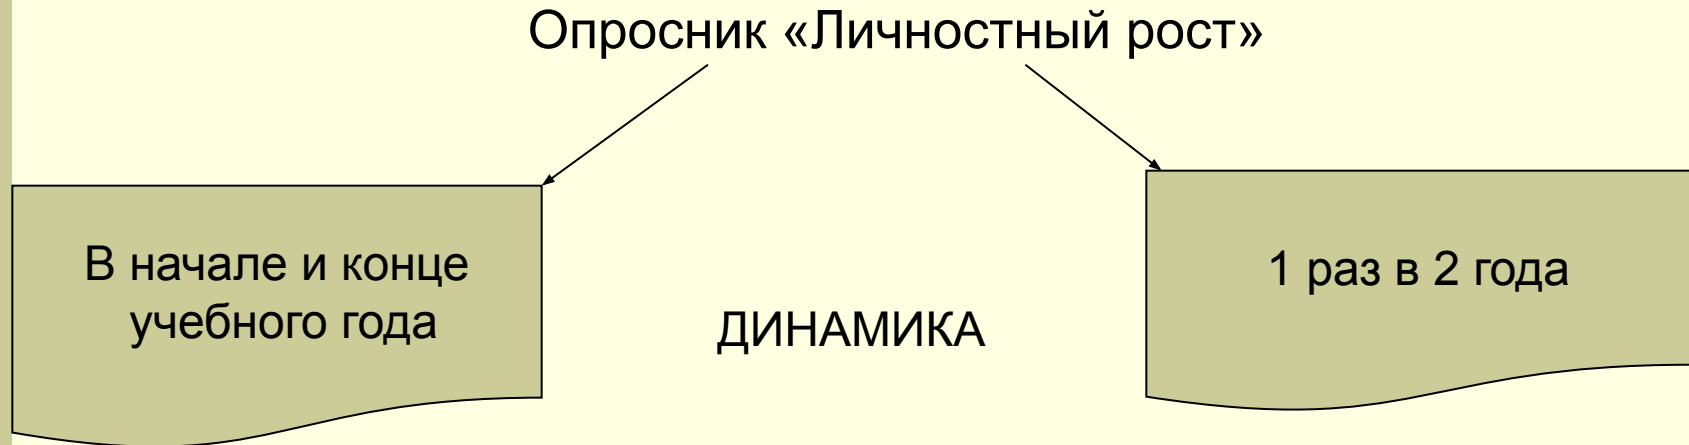 Опросник «Личностный рост»
В начале и конце
учебного года
ДИНАМИКА
1 раз в 2 года